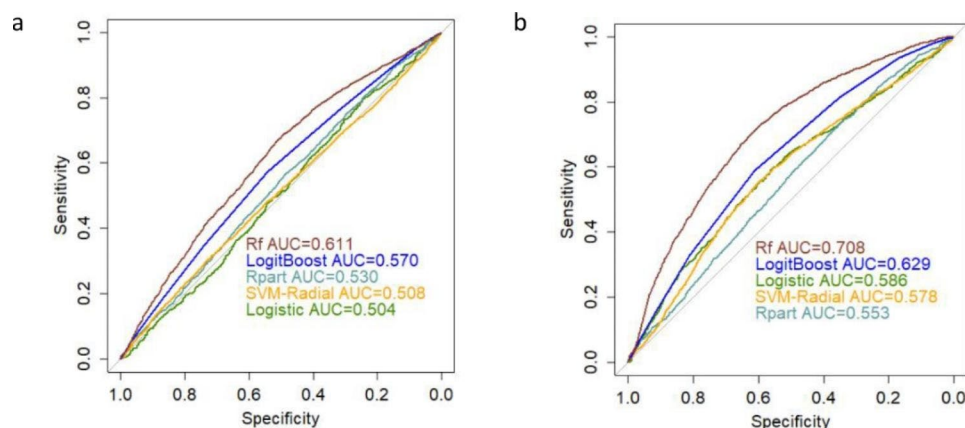 a
1.0
0.8
0.6
0.4
0.2
0.0
Sensitivity
Rf AUC=0.611
LogitBoost AUC=0.570
Rpart AUC=0.530
SVM-Radial AUC=0.508
Logistic AUC=0.504
1.0 0.8 0.6 0.4 0.2 0.0
Specificity
b
1.0
0.8
0.6
0.4
0.2
0.0
Sensitivity
Rf AUC=0.708
LogitBoost AUC=0.629
Logistic AUC=0.586
SVM-Radial AUC=0.578
Rpart AUC=0.553
1.0 0.8 0.6 0.4 0.2 0.0
Specificity